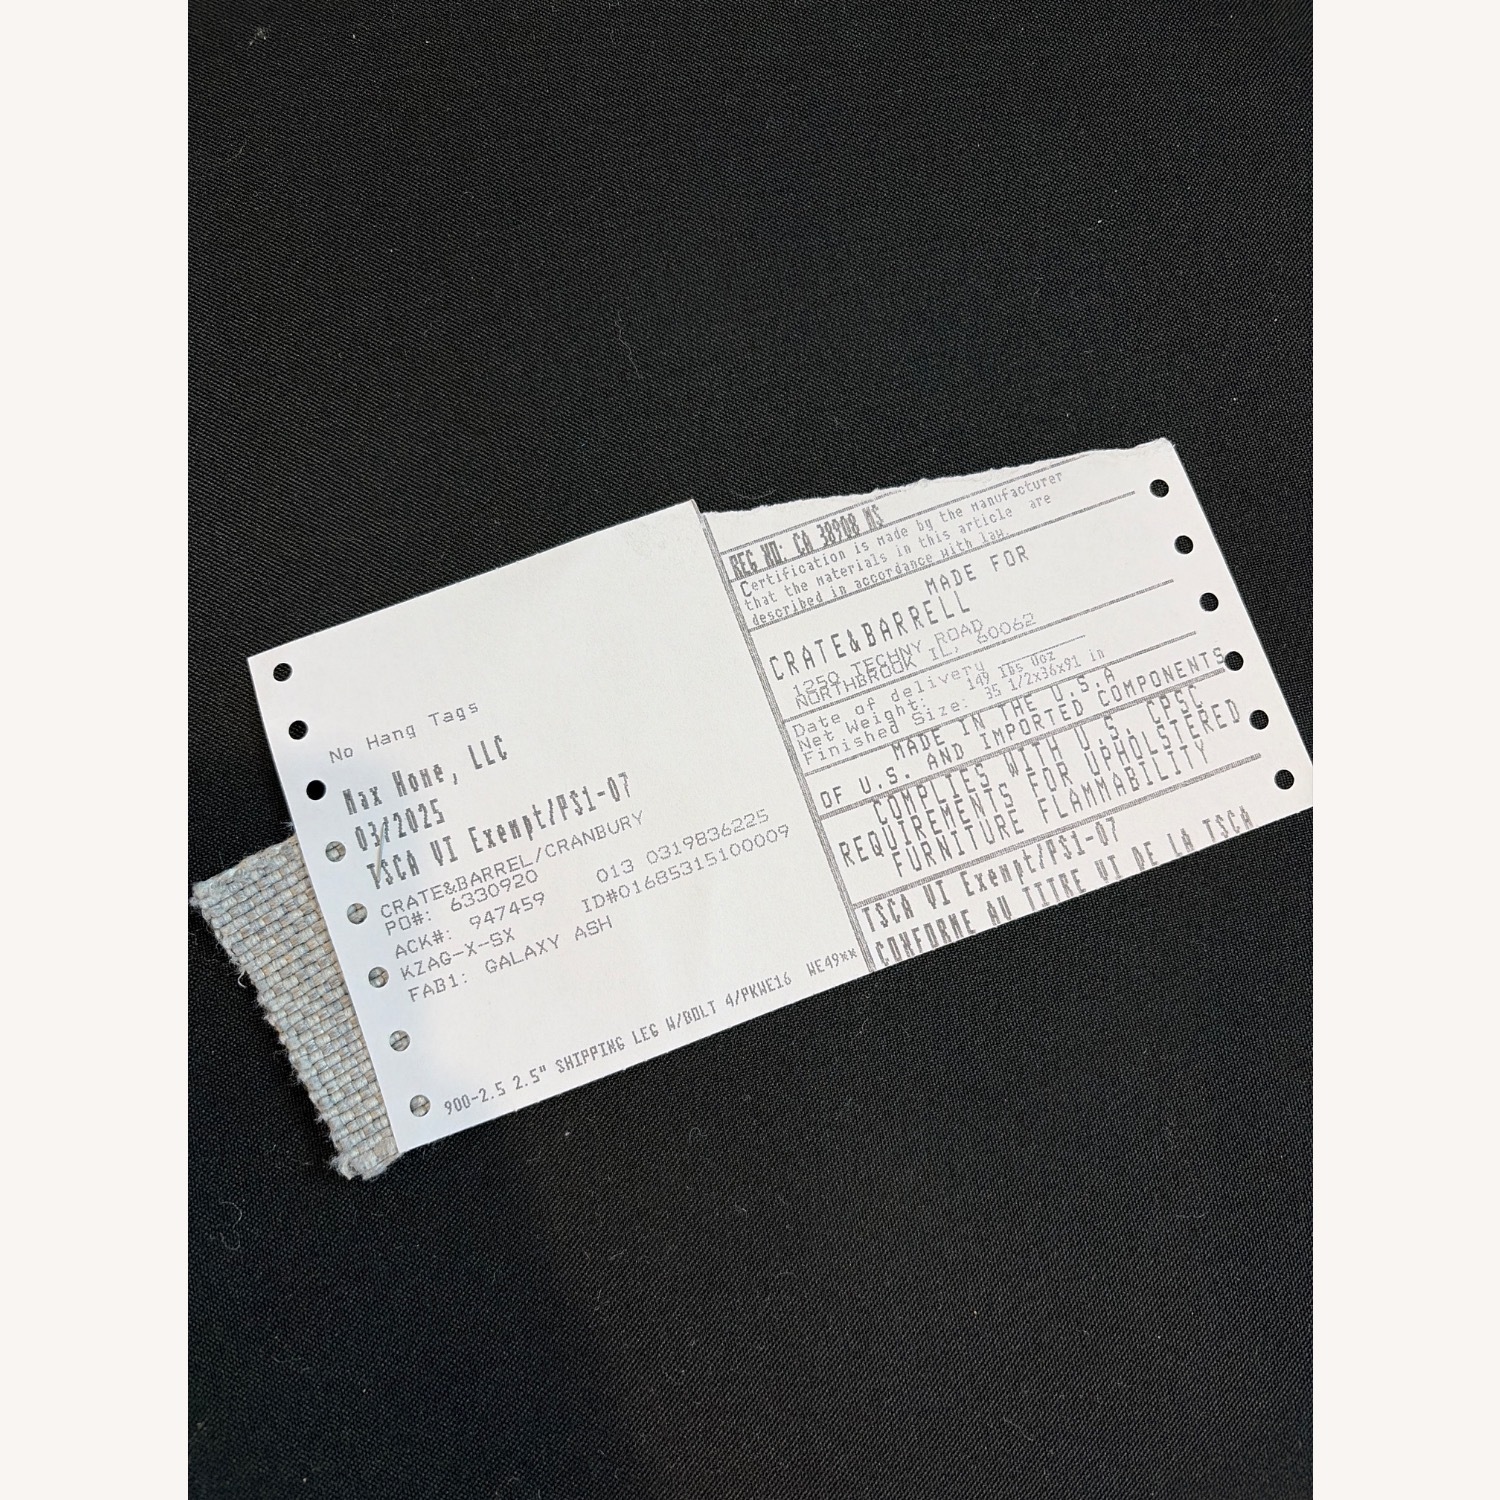 No Hang Tags
Max Home, LLC
03/2025
TSCA VI Exempt/PS1-07
CRATE&BARREL/CRANBURY
PO#: 6330920 013 0319836225
ACK#: 947459 ID#01685315100009
KZAG-X-SX
FAB1: GALAXY ASH
900-2.5 2.5" SHIPPING LEG W/BOLT 4/PKWE16 WE49**
REG NO: CA 38908 MS
Certification is made by the manufacturer
that the materials in this article are
described in accordance with law.
MADE FOR
CRATE&BARRELL
1250 TECHNY ROAD
NORTHBROOK IL, 60062
Date of delivery
Net Weight: 149 lbs 0oz
Finished Size: 35 1/2x36x91 in
MADE IN THE U.S.A
OF U.S. AND IMPORTED COMPONENTS
COMPLIES WITH U.S. CPSC
REQUIREMENTS FOR UPHOLSTERED
FURNITURE FLAMMABILITY
TSCA VI Exempt/PS1-07
CONFORME AU TITRE VI DE LA TSCA